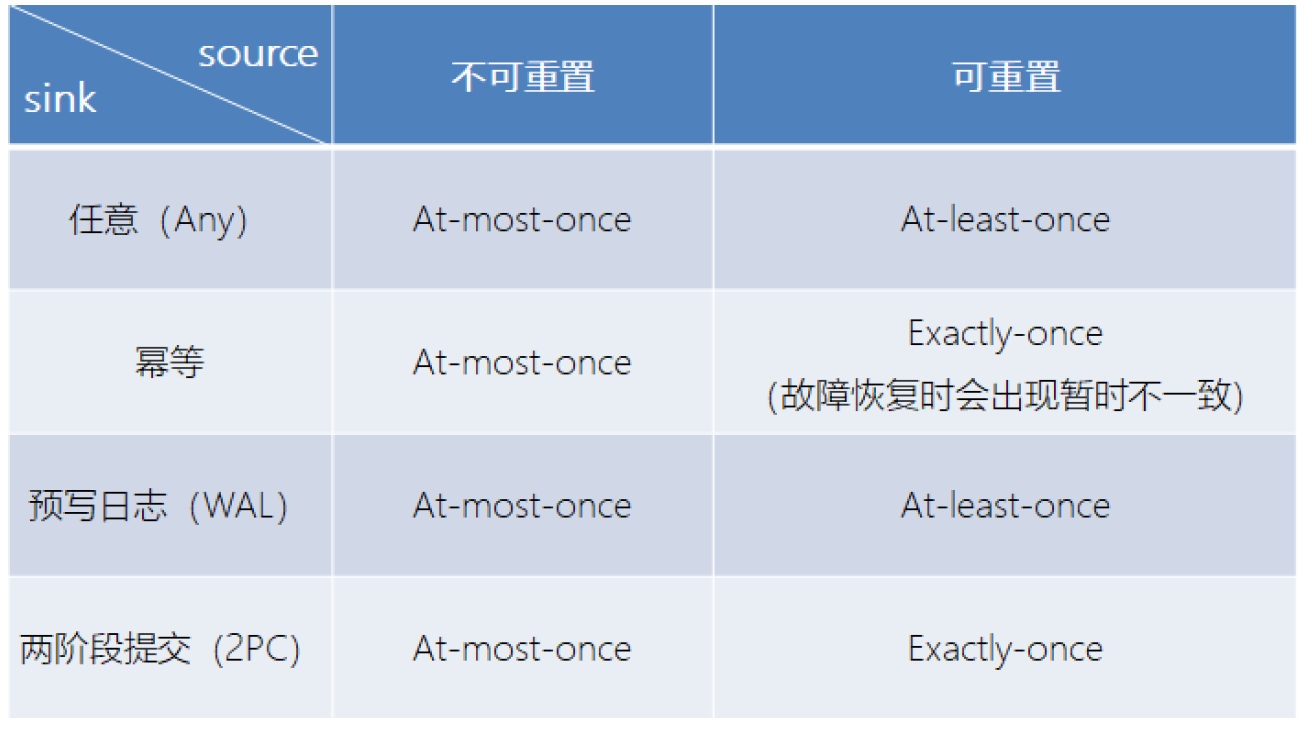 source
sink
不可重置
可重置
任意（Any）
At-most-once
At-least-once
幂等
At-most-once
Exactly-once
（故障恢复时会出现暂时不一致）
预写日志（WAL）
At-most-once
At-least-once
两阶段提交（2PC）
At-most-once
Exactly-once